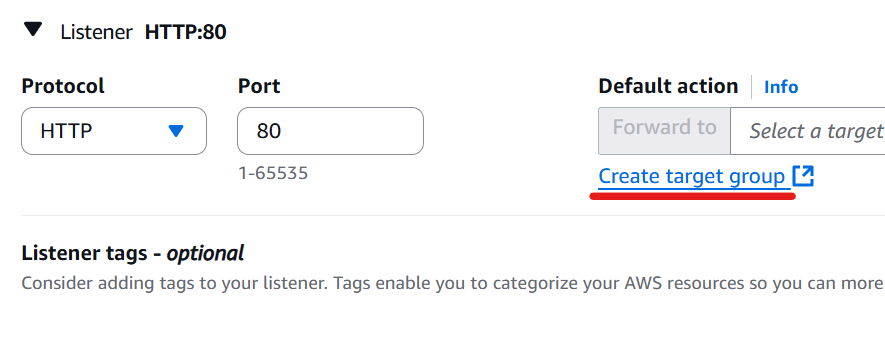 Listener HTTP:80
Protocol Port Default action Info
HTTP 80 Forward to Select a target
1-65535 Create target group
Listener tags - optional
Consider adding tags to your listener. Tags enable you to categorize your AWS resources so you can more